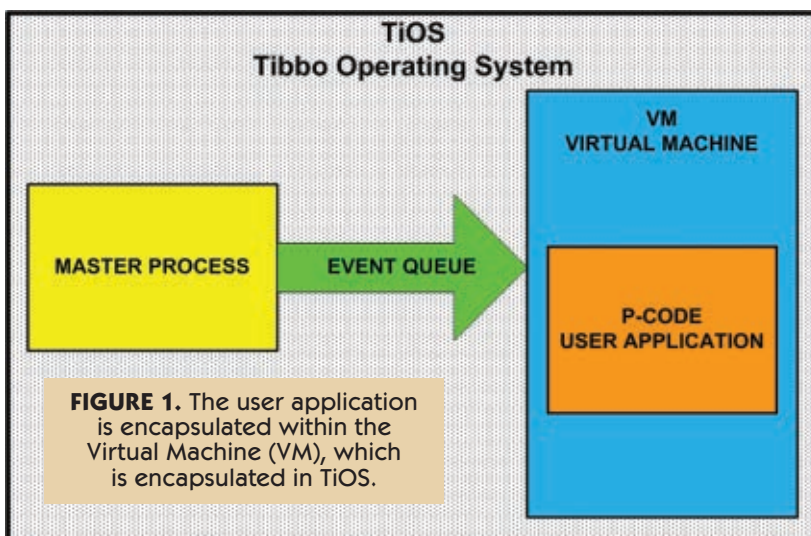 TiOS
Tibbo Operating System
VM
VIRTUAL MACHINE
MASTER PROCESS
EVENT QUEUE
P-CODE
USER APPLICATION
FIGURE 1. The user application
is encapsulated within the
Virtual Machine (VM), which
is encapsulated in TiOS.